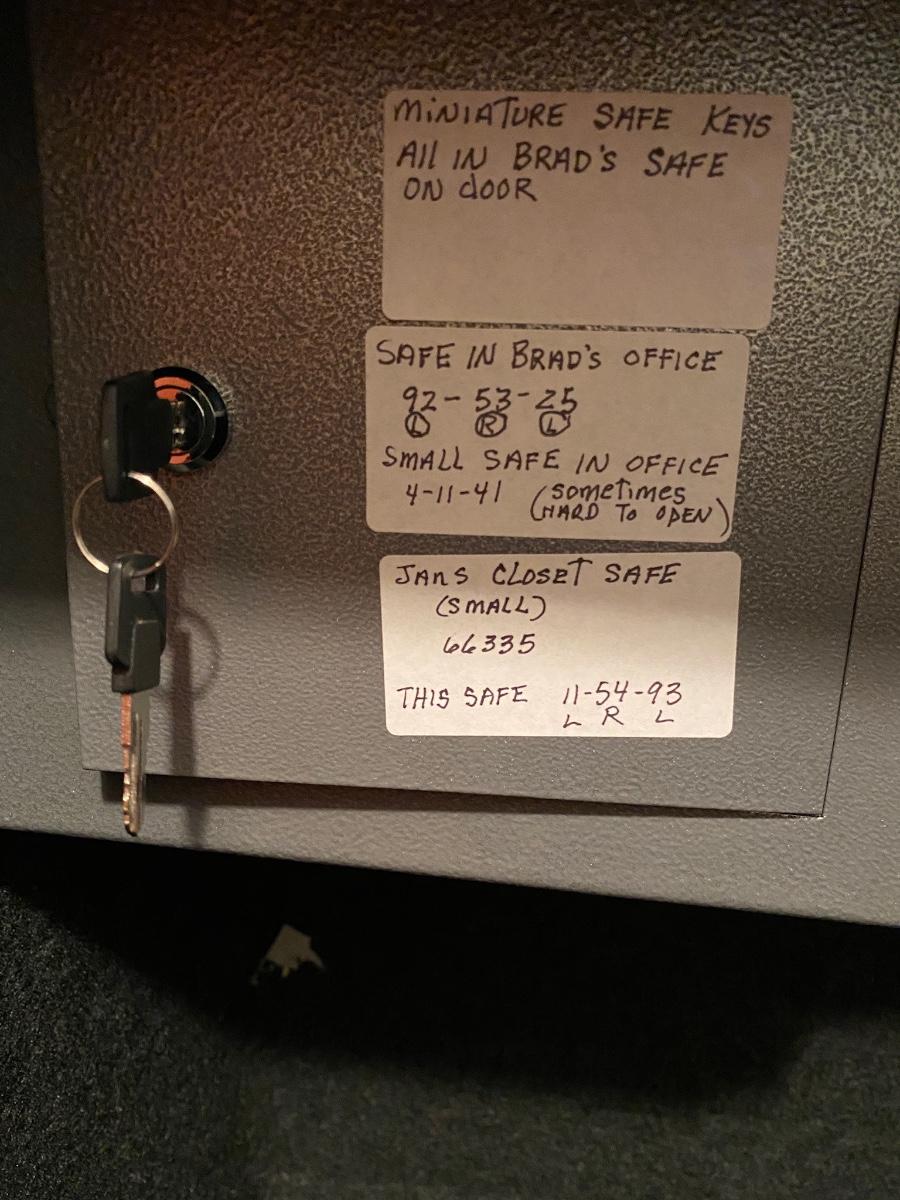 MiNIATURE SAFE KEYS
All IN BRAD'S SAFE
ON dOOR
SAFE IN BRAD'S OFFICE
92-53-25
L R L
SMALL SAFE IN OFFICE
4-11-41 (sometimes
HARD To OPEN)
JANS CLOSET SAFE
(SMALL)
66335
THIS SAFE 11-54-93
L R L